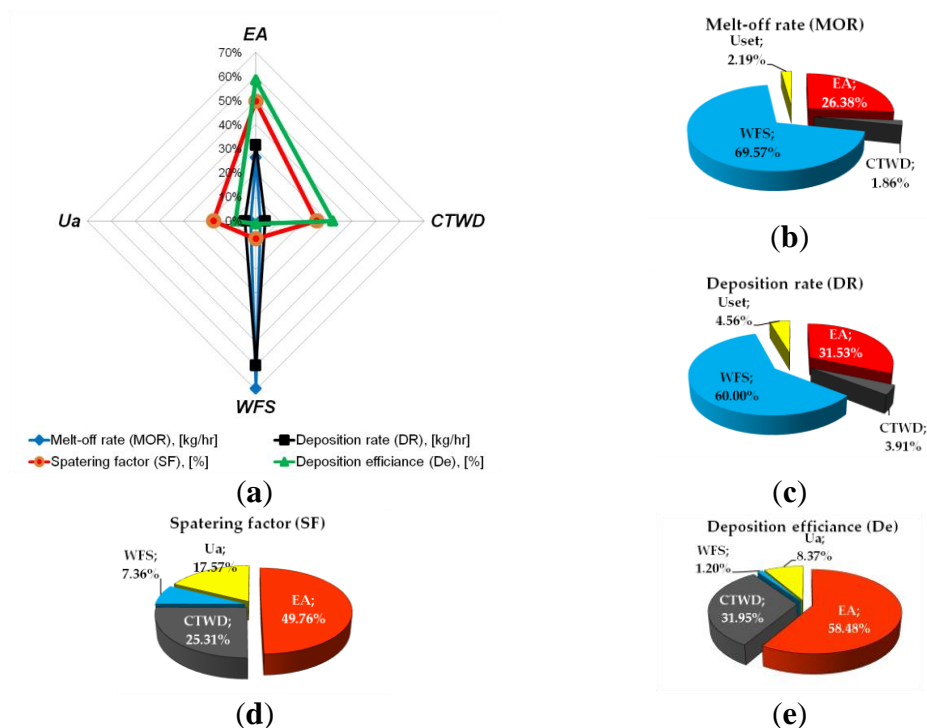 EA
70%
60%
50%
40%
30%
20%
10%
0%
Ua
CTWD
WFS
Melt-off rate (MOR), [kg/hr]
Deposition rate (DR), [kg/hr]
Spatering factor (SF), [%]
Deposition efficiance (De), [%]
(a)
Melt-off rate (MOR)
Uset;
2.19%
EA;
26.38%
WFS;
69.57%
CTWD;
1.86%
(b)
Deposition rate (DR)
Uset;
4.56%
EA;
31.53%
WFS;
60.00%
CTWD;
3.91%
(c)
Spatering factor (SF)
WFS;
7.36%
Ua;
17.57%
EA;
49.76%
CTWD;
25.31%
(d)
Deposition efficiance (De)
WFS;
1.20%
Ua;
8.37%
CTWD;
31.95%
EA;
58.48%
(e)